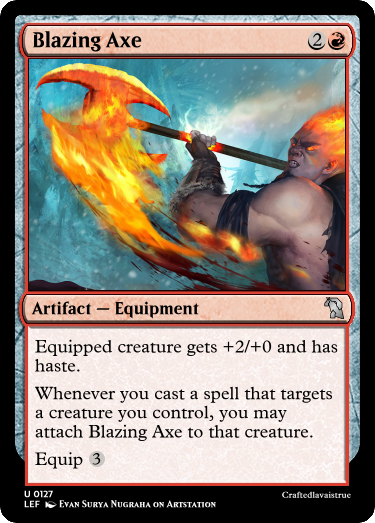 Blazing Axe 2
Artifact — Equipment
Equipped creature gets +2/+0 and has
haste.
Whenever you cast a spell that targets
a creature you control, you may
attach Blazing Axe to that creature.
Equip 3
U 0127
LEF Evan Surya Nugraha on Artstation
Craftedlavaistrue